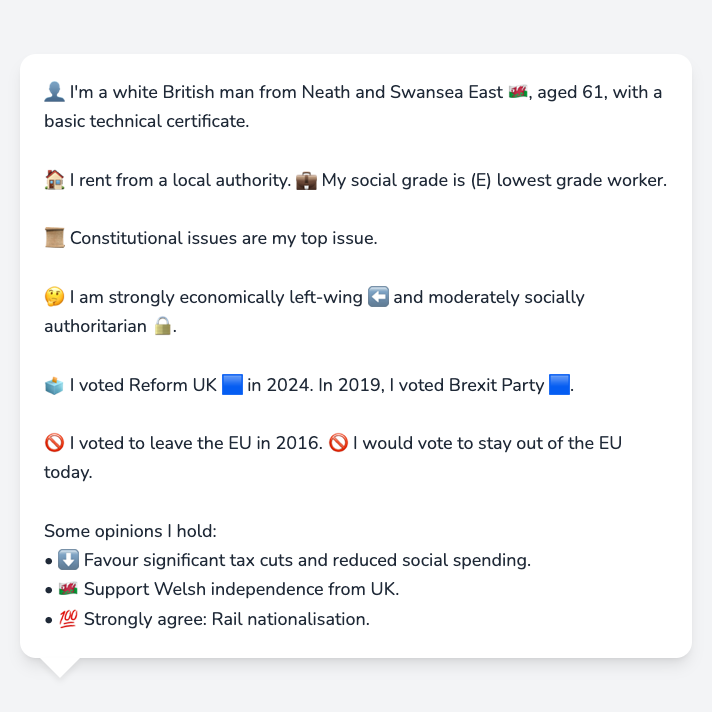 👤 I'm a white British man from Neath and Swansea East 🏴󠁧󠁢󠁷󠁬󠁳󠁿, aged 61, with a
basic technical certificate.
🏠 I rent from a local authority. 💼 My social grade is (E) lowest grade worker.
📜 Constitutional issues are my top issue.
🤔 I am strongly economically left-wing ⬅️ and moderately socially
authoritarian 🔒.
🗳️ I voted Reform UK 🟦 in 2024. In 2019, I voted Brexit Party 🟦.
🚫 I voted to leave the EU in 2016. 🚫 I would vote to stay out of the EU
today.
Some opinions I hold:
• ⬇️ Favour significant tax cuts and reduced social spending.
• 🏴󠁧󠁢󠁷󠁬󠁳󠁿 Support Welsh independence from UK.
• 💯 Strongly agree: Rail nationalisation.